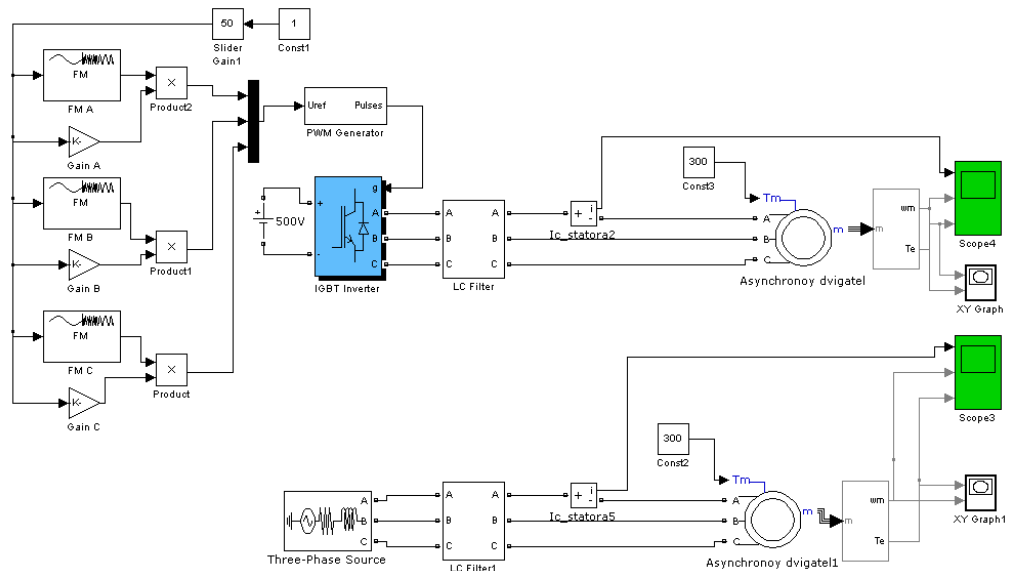 50
1
Slider
Gain1
Const1
FM
FM A
×
Product2
K-
Gain A
Uref Pulses
PWM Generator
FM
FM B
×
Product1
K-
Gain B
FM
FM C
×
Product
K-
Gain C
500V
+
-
+
-
g
A
B
C
IGBT Inverter
A A
B B
C C
LC Filter
+ i
-
Ic_statora2
300
Const3
Tm
A
B
C
m
Asynchronoy dvigatel
m
wm
Te
Scope4
XY Graph
A
B
C
Three-Phase Source
A A
B B
C C
LC Filter1
+ i
-
Ic_statora5
300
Const2
Tm
A
B
C
m
Asynchronoy dvigatel1
m
wm
Te
Scope3
XY Graph1